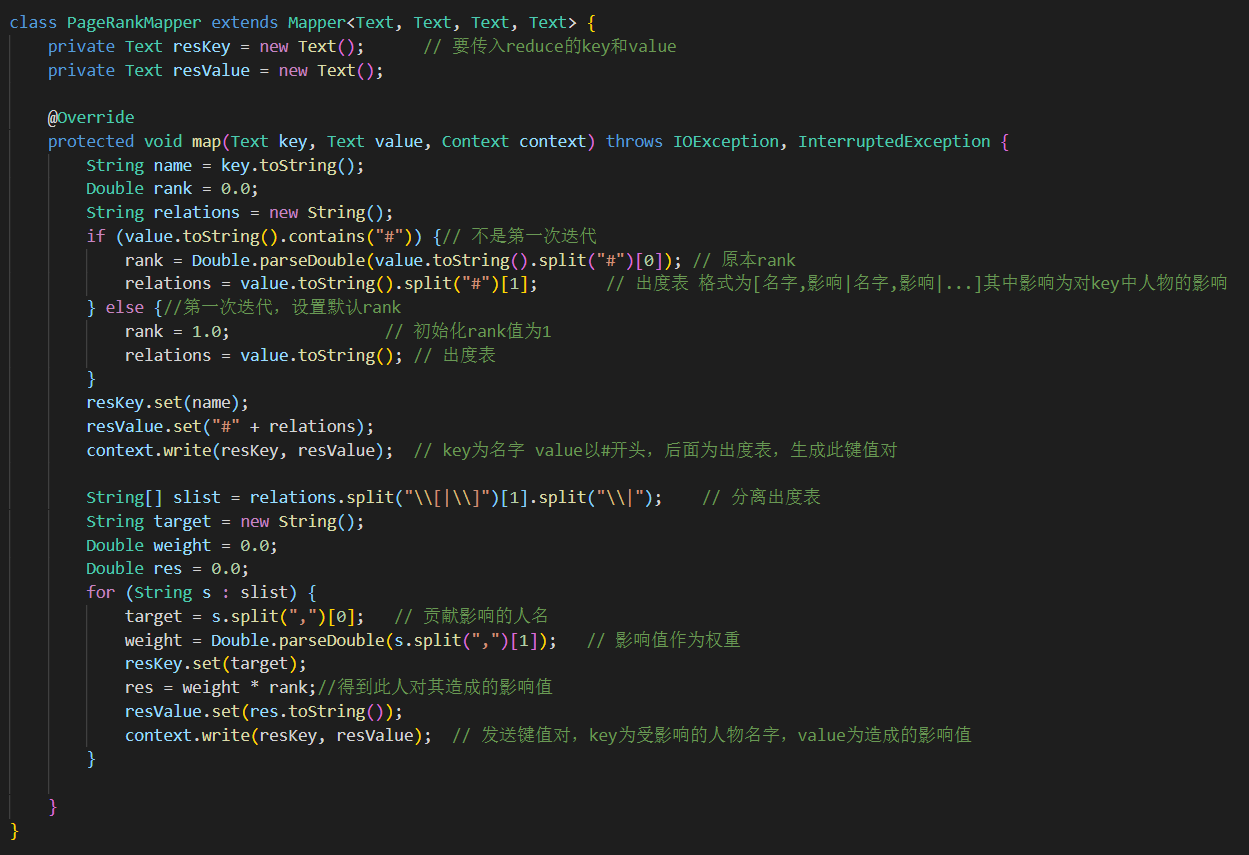 class PageRankMapper extends Mapper<Text, Text, Text, Text> {
    private Text resKey = new Text();      // 要传入reduce的key和value
    private Text resValue = new Text();

    @Override
    protected void map(Text key, Text value, Context context) throws IOException, InterruptedException {
        String name = key.toString();
        Double rank = 0.0;
        String relations = new String();
        if (value.toString().contains("#")) {// 不是第一次迭代
            rank = Double.parseDouble(value.toString().split("#")[0]); // 原本rank
            relations = value.toString().split("#")[1];       // 出度表 格式为[名字,影响|名字,影响|...]其中影响为对key中人物的影响
        } else {//第一次迭代，设置默认rank
            rank = 1.0;                // 初始化rank值为1
            relations = value.toString(); // 出度表
        }
        resKey.set(name);
        resValue.set("#" + relations);
        context.write(resKey, resValue);  // key为名字 value以#开头，后面为出度表，生成此键值对

        String[] slist = relations.split("\\[|\\]")[1].split("\\|");    // 分离出度表
        String target = new String();
        Double weight = 0.0;
        Double res = 0.0;
        for (String s : slist) {
            target = s.split(",")[0];   // 贡献影响的人名
            weight = Double.parseDouble(s.split(",")[1]);   // 影响值作为权重
            resKey.set(target);
            res = weight * rank;//得到此人对其造成的影响值
            resValue.set(res.toString());
            context.write(resKey, resValue);  // 发送键值对，key为受影响的人物名字，value为造成的影响值
        }

    }
}